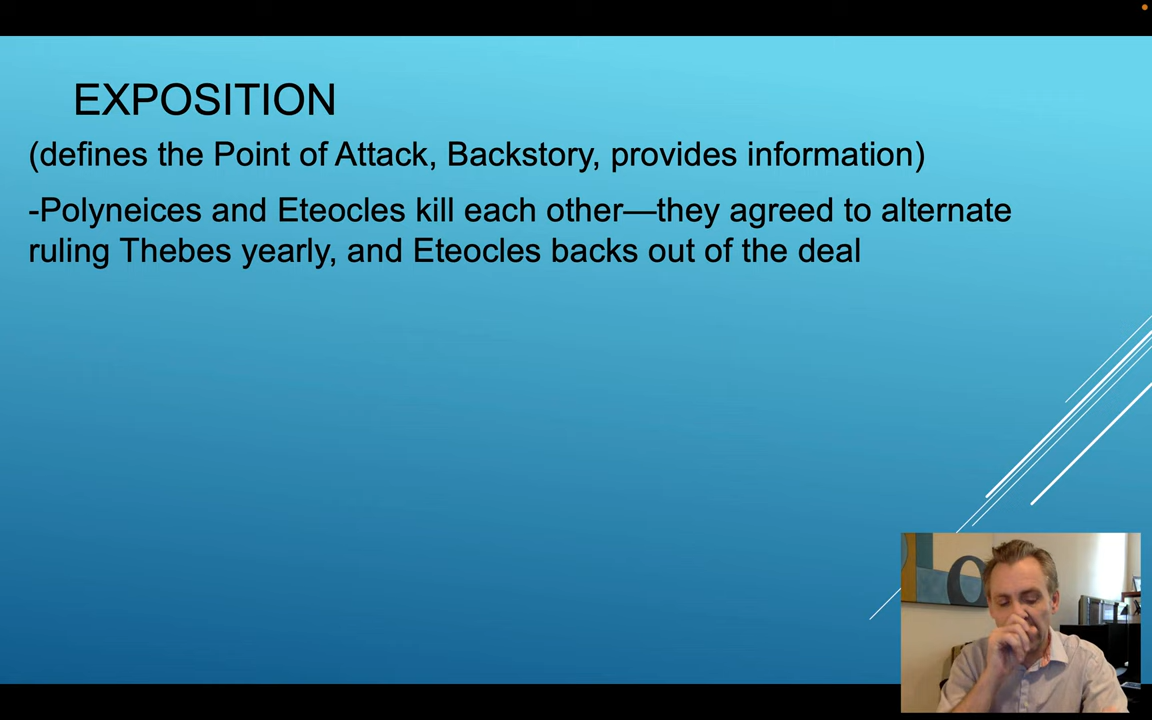 EXPOSITION
(defines the Point of Attack, Backstory, provides information)
-Polyneices and Eteocles kill each other—they agreed to alternate
ruling Thebes yearly, and Eteocles backs out of the deal
Lo